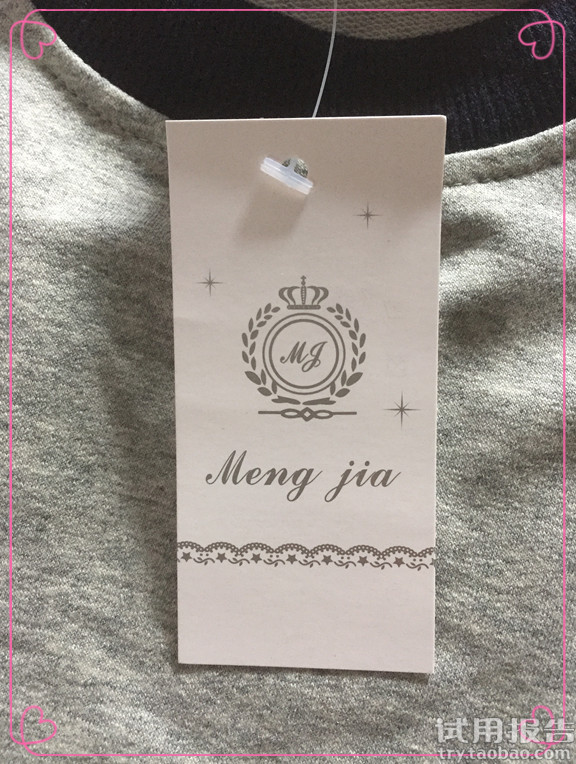 MJ
Meng jia
试用报告
try.taobao.com